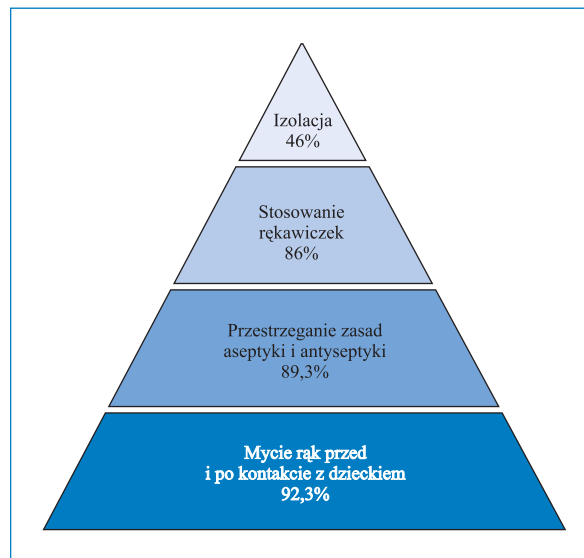 Izolacja
46%
Stosowanie
rękawiczek
86%
Przestrzeganie zasad
aseptyki i antyseptyki
89,3%
Mycie rąk przed
i po kontakcie z dzieckiem
92,3%